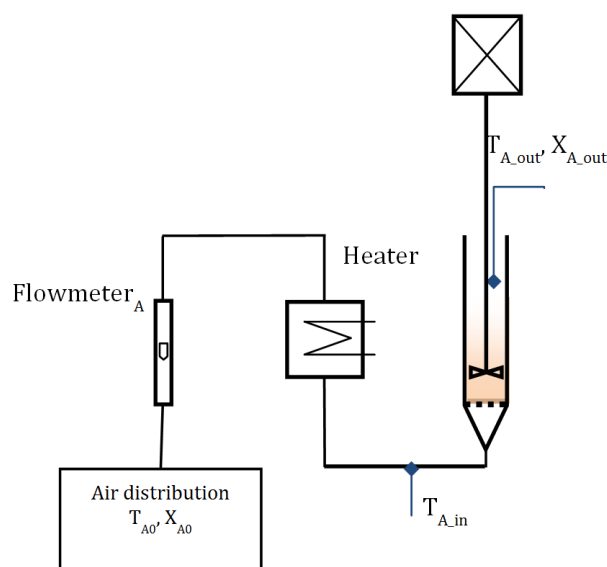 T_A_out, X_A_out
Heater
Flowmeter_A
Air distribution
T_A0, X_A0
T_A_in